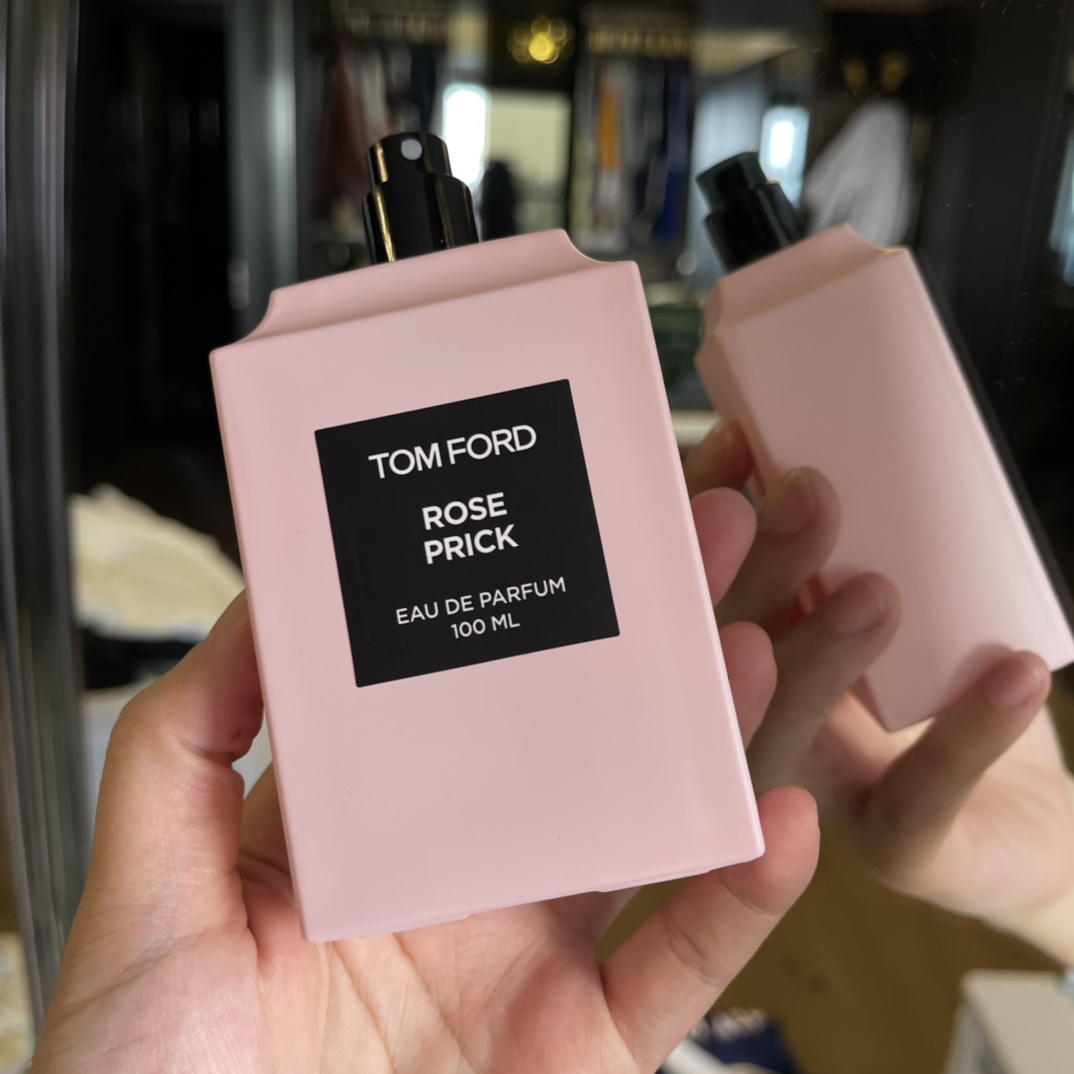 TOM FORD
ROSE
PRICK
EAU DE PARFUM
100 ML